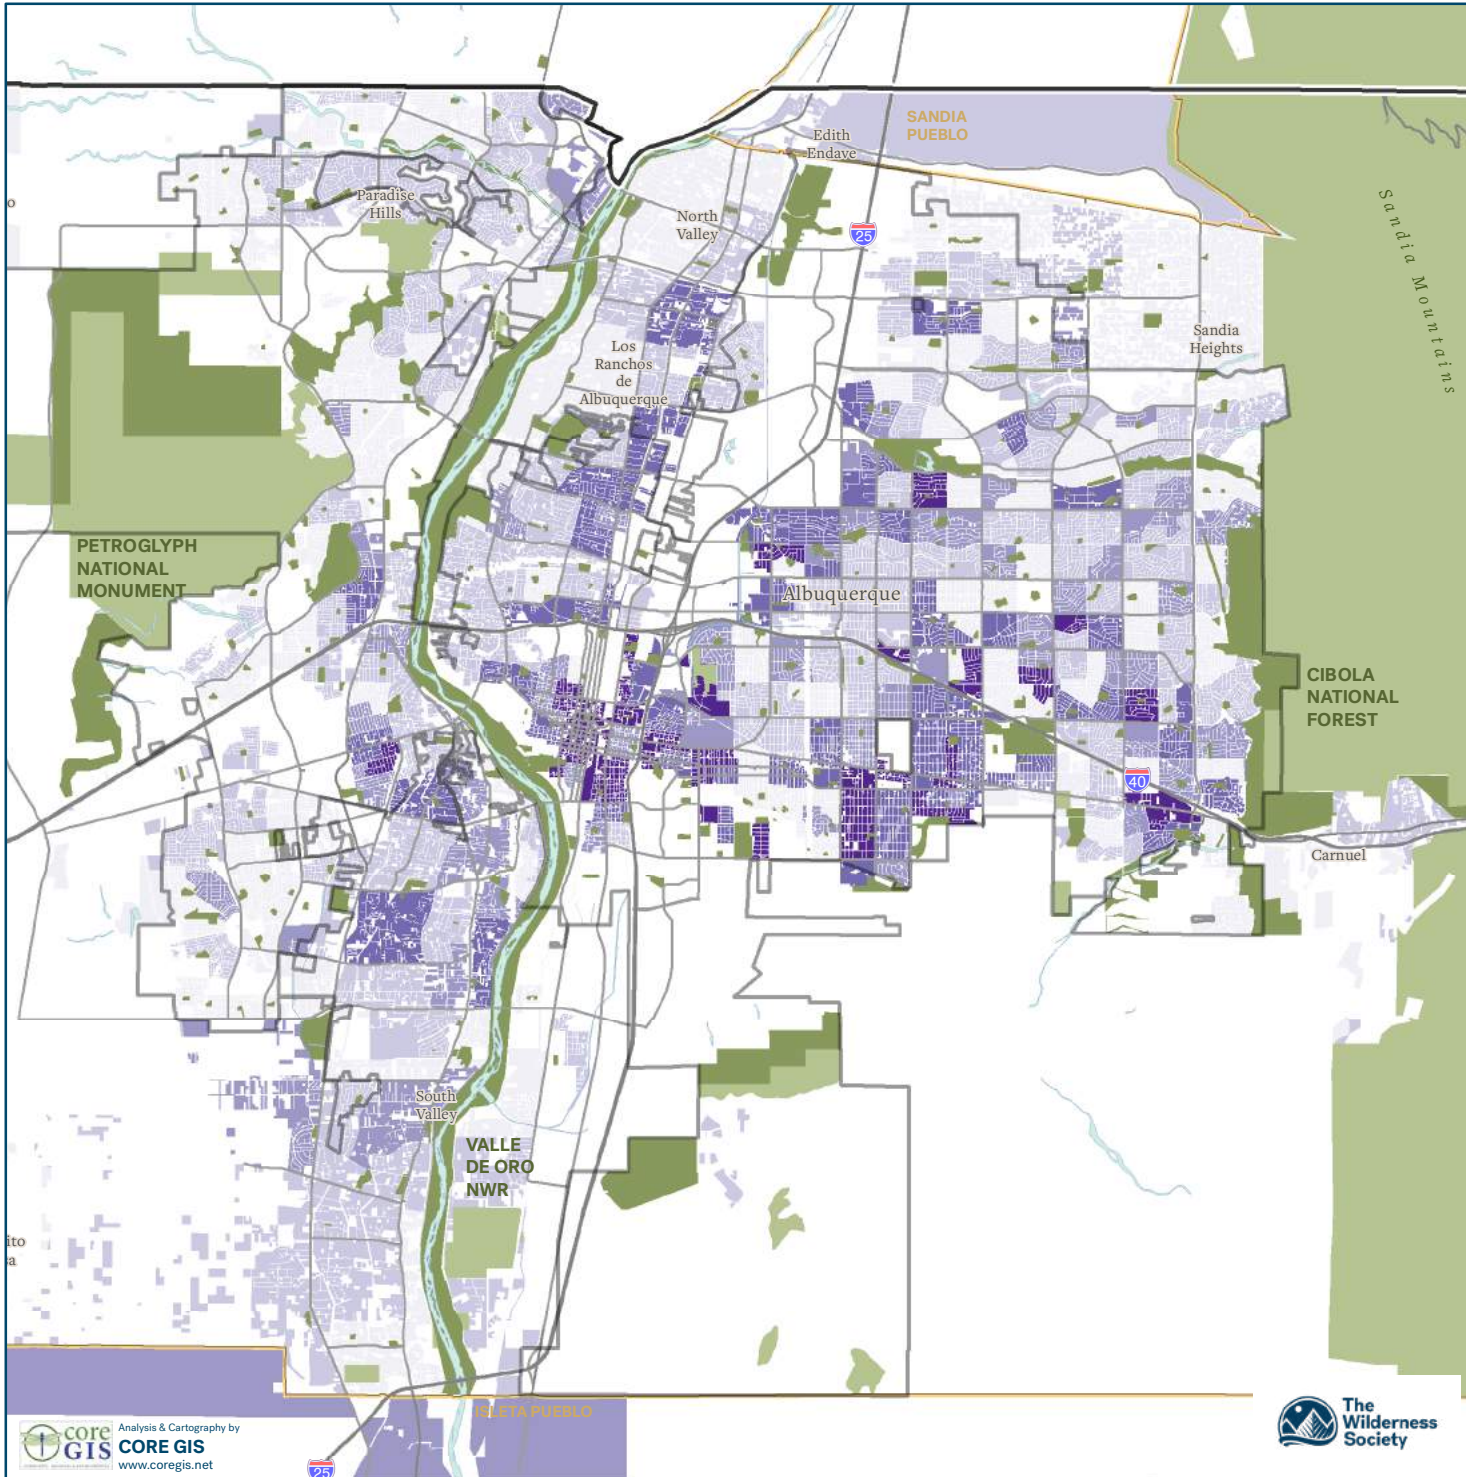 SANDIA
PUEBLO
Edith
Endave
Paradise
Hills
o
North
Valley
25
Sandia Mountains
Sandia
Heights
Los
Ranchos
de
Albuquerque
PETROGLYPH
NATIONAL
MONUMENT
Albuquerque
CIBOLA
NATIONAL
FOREST
40
Carnuel
South
Valley
VALLE
DE ORO
NWR
ito
a
ISLETA PUEBLO
core
GIS
Analysis & Cartography by
CORE GIS
www.coregis.net
25
The
Wilderness
Society